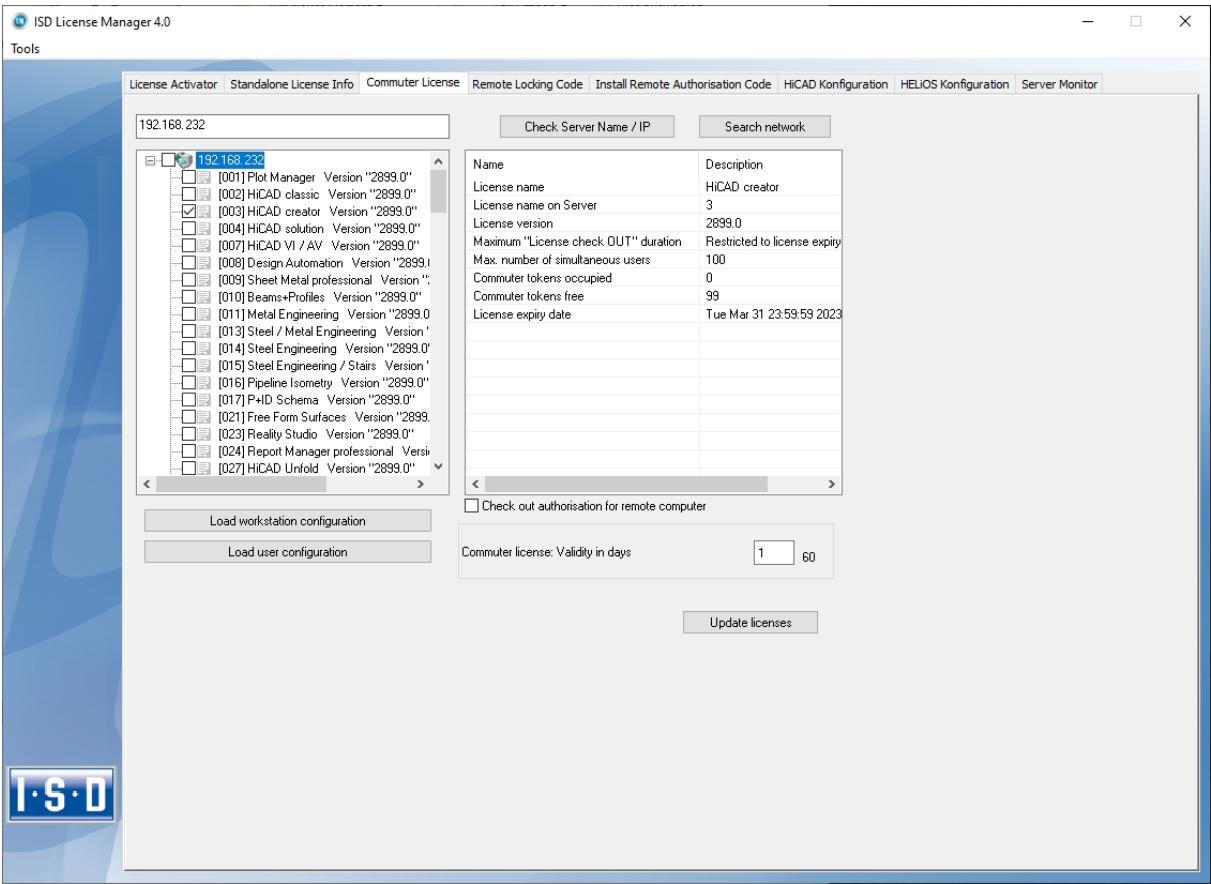 ISD License Manager 4.0
Tools
License Activator Standalone License Info Commuter License Remote Locking Code Install Remote Authorisation Code HiCAD Konfiguration HELiOS Konfiguration Server Monitor
192.168.232 Check Server Name / IP Search network
192.168.232
[001] Plot Manager Version "2899.0"
[002] HiCAD classic Version "2899.0"
[003] HiCAD creator Version "2899.0"
[004] HiCAD solution Version "2899.0"
[007] HiCAD VI / AV Version "2899.0"
[008] Design Automation Version "2899.
[009] Sheet Metal professional Version "
[010] Beams+Profiles Version "2899.0"
[011] Metal Engineering Version "2899.0
[013] Steel / Metal Engineering Version "
[014] Steel Engineering Version "2899.0"
[015] Steel Engineering / Stairs Version "
[016] Pipeline Isometry Version "2899.0"
[017] P+ID Schema Version "2899.0"
[021] Free Form Surfaces Version "2899.
[023] Reality Studio Version "2899.0"
[024] Report Manager professional Versi
[027] HiCAD Unfold Version "2899.0"
Name Description
License name HiCAD creator
License name on Server 3
License version 2899.0
Maximum "License check OUT" duration Restricted to license expiry
Max. number of simultaneous users 100
Commuter tokens occupied 0
Commuter tokens free 99
License expiry date Tue Mar 31 23:59:59 2023
Check out authorisation for remote computer
Load workstation configuration
Load user configuration
Commuter license: Validity in days 1 60
Update licenses
I·S·D